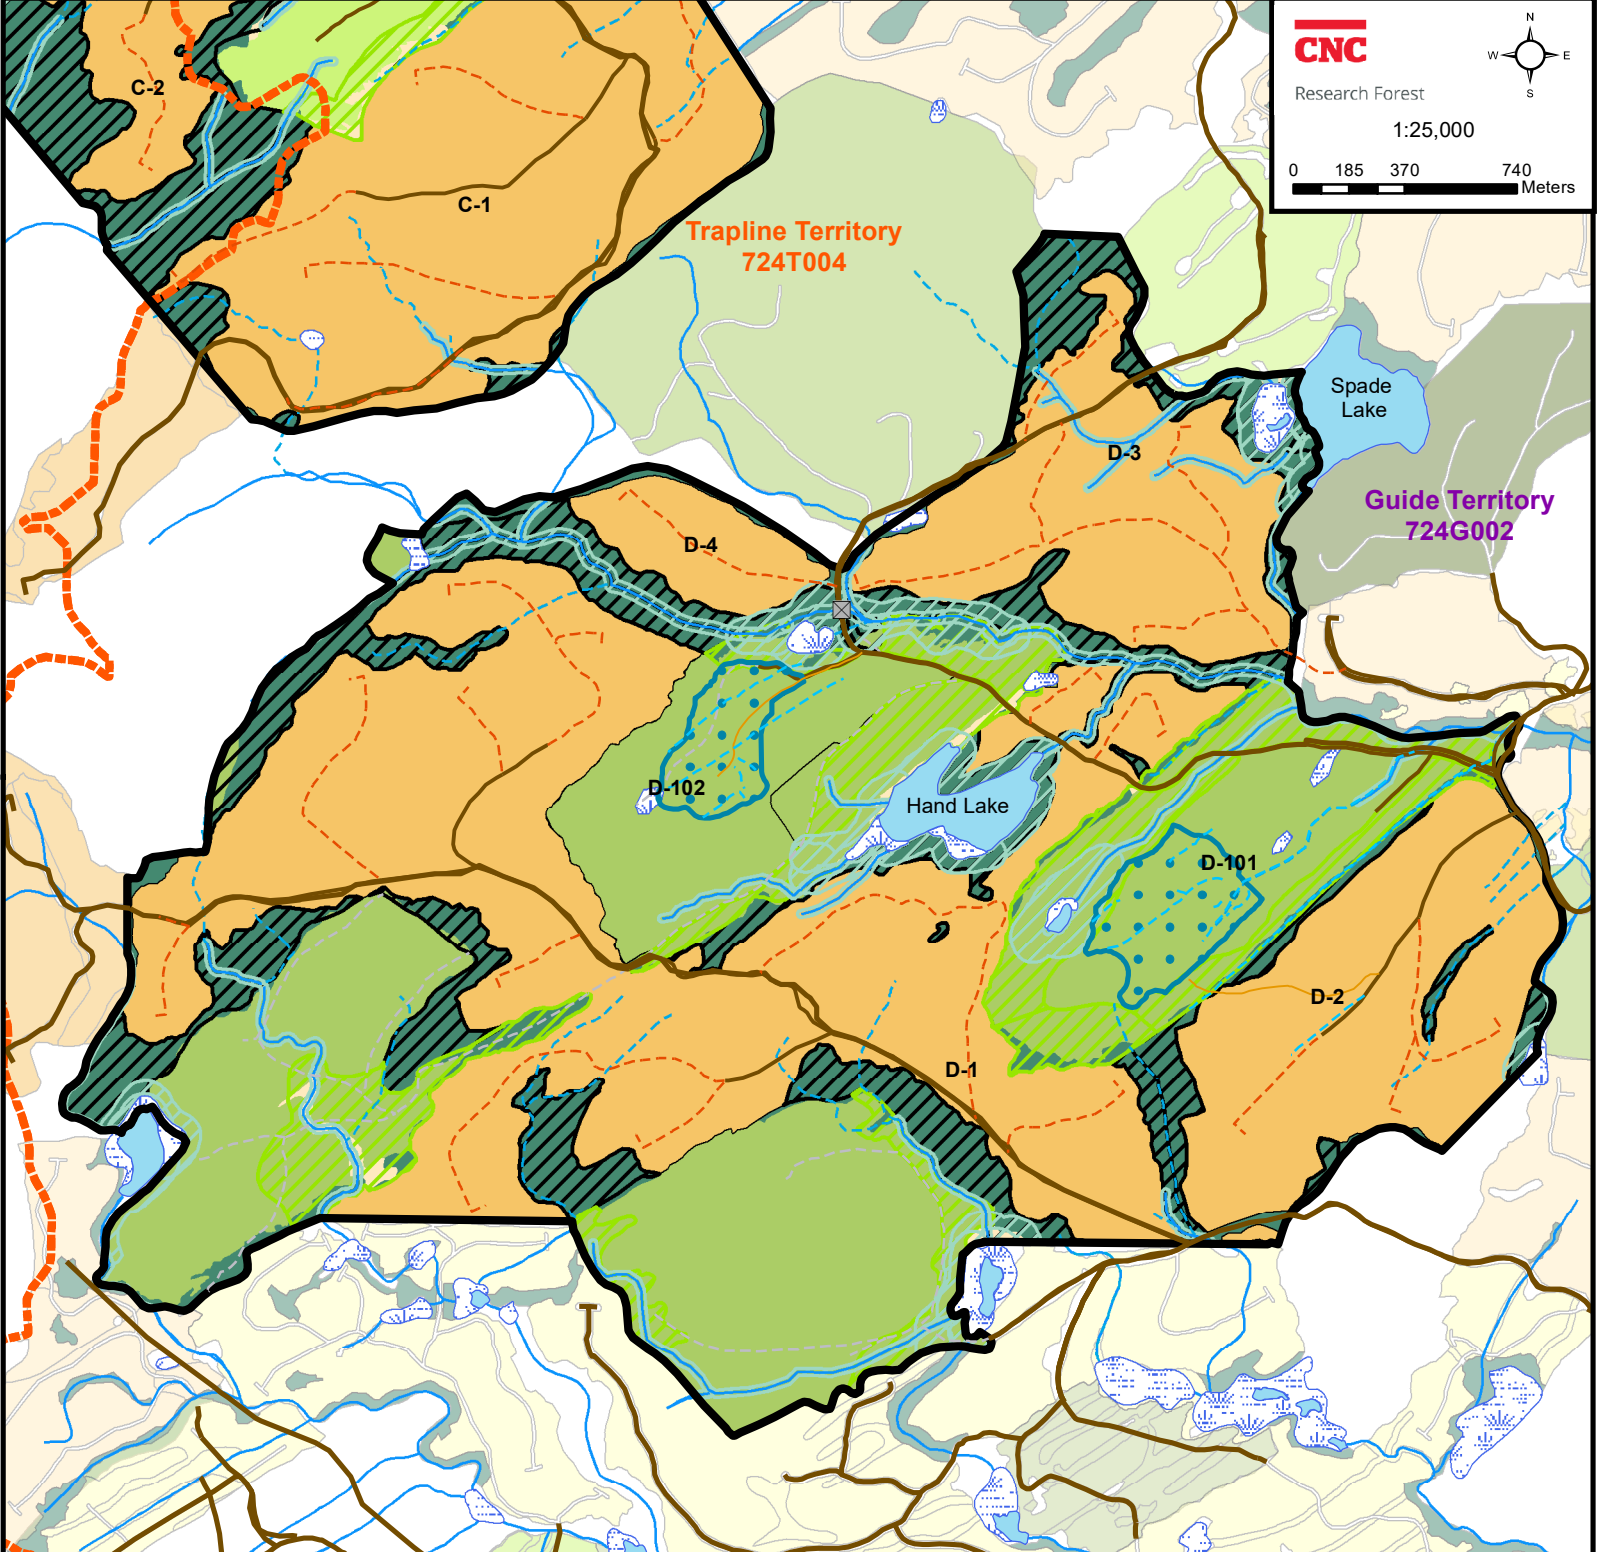 CNC
Research Forest
N
W E
S
1:25,000
0 185 370 740
Meters
C-2
C-1
Trapline Territory
724T004
Spade
Lake
D-3
Guide Territory
724G002
D-4
D-102
Hand Lake
D-101
D-2
D-1